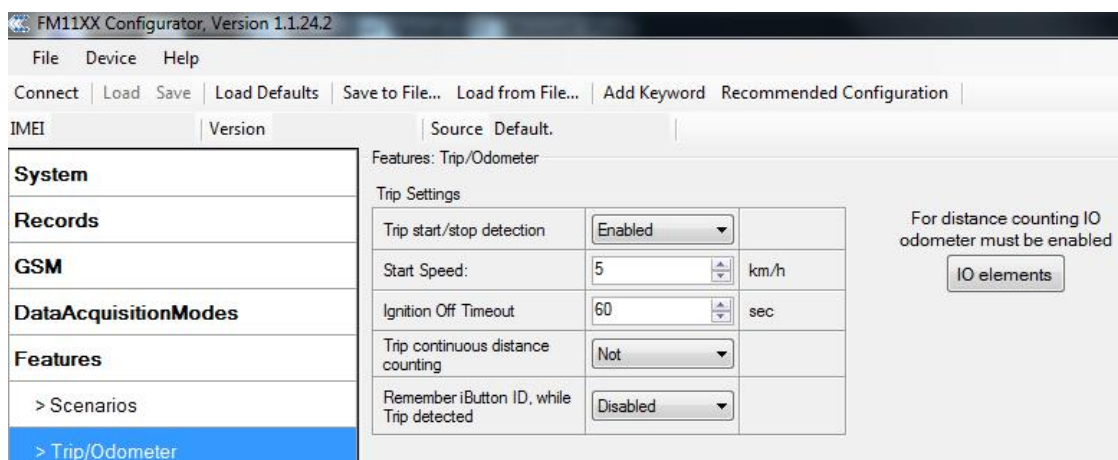 FM11XX Configurator, Version 1.1.24.2
File Device Help
Connect Load Save Load Defaults Save to File... Load from File... Add Keyword Recommended Configuration
IMEI Version Source Default.
System
Records
GSM
DataAcquisitionModes
Features
> Scenarios
> Trip/Odometer
Features: Trip/Odometer
Trip Settings
Trip start/stop detection Enabled
Start Speed: 5 km/h
Ignition Off Timeout 60 sec
Trip continuous distance
counting Not
Remember iButton ID, while
Trip detected Disabled
For distance counting IO
odometer must be enabled
IO elements